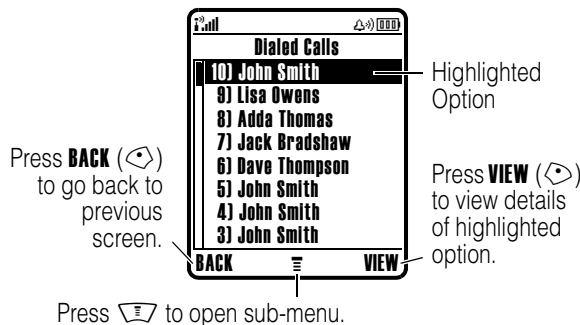 Dialed Calls
10) John Smith
9) Lisa Owens
8) Adda Thomas
7) Jack Bradshaw
6) Dave Thompson
5) John Smith
4) John Smith
3) John Smith
BACK VIEW
Highlighted
Option
Press BACK ( )
to go back to
previous
screen.
Press VIEW ( )
to view details
of highlighted
option.
Press to open sub-menu.